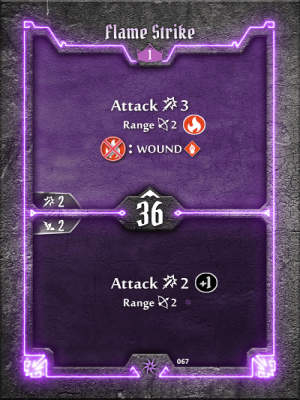 Flame Strike
1
Attack 3
Range 2
: WOUND
2
36
2
Attack 2 +1
Range 2
067